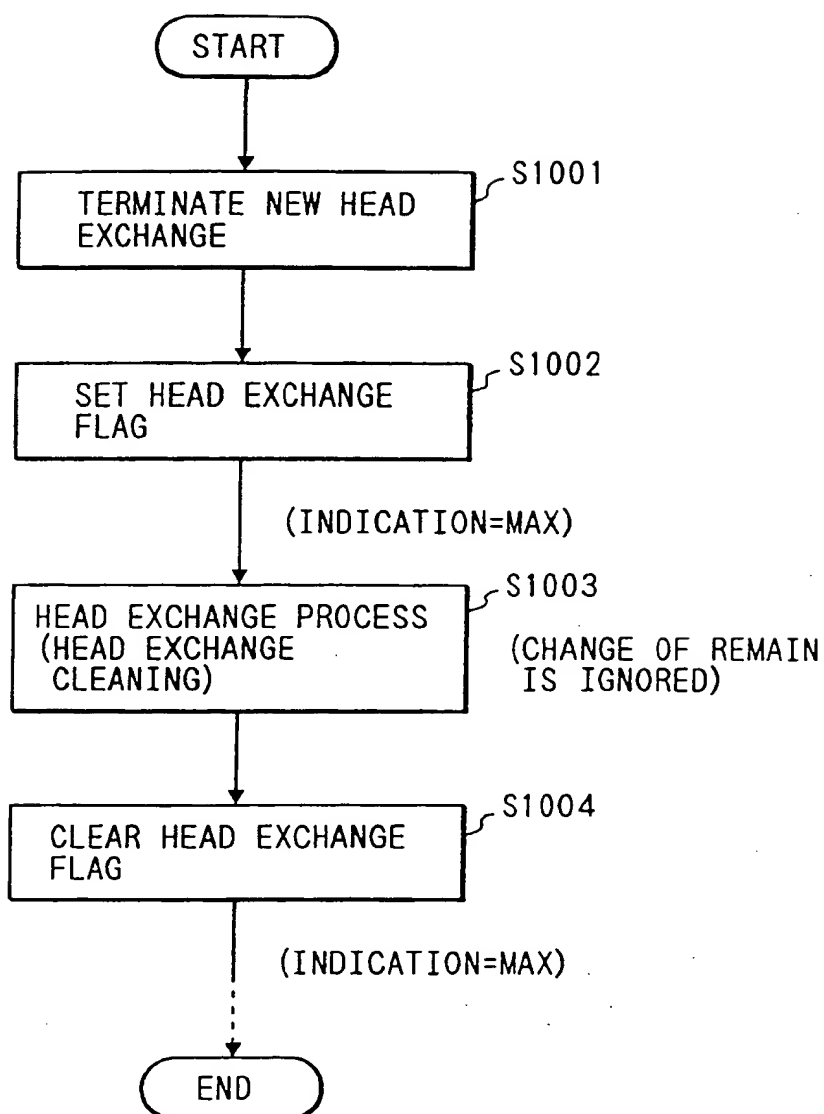 START
S1001
TERMINATE NEW HEAD
EXCHANGE
S1002
SET HEAD EXCHANGE
FLAG
(INDICATION=MAX)
S1003
HEAD EXCHANGE PROCESS
(HEAD EXCHANGE
CLEANING)
(CHANGE OF REMAIN
IS IGNORED)
S1004
CLEAR HEAD EXCHANGE
FLAG
(INDICATION=MAX)
END